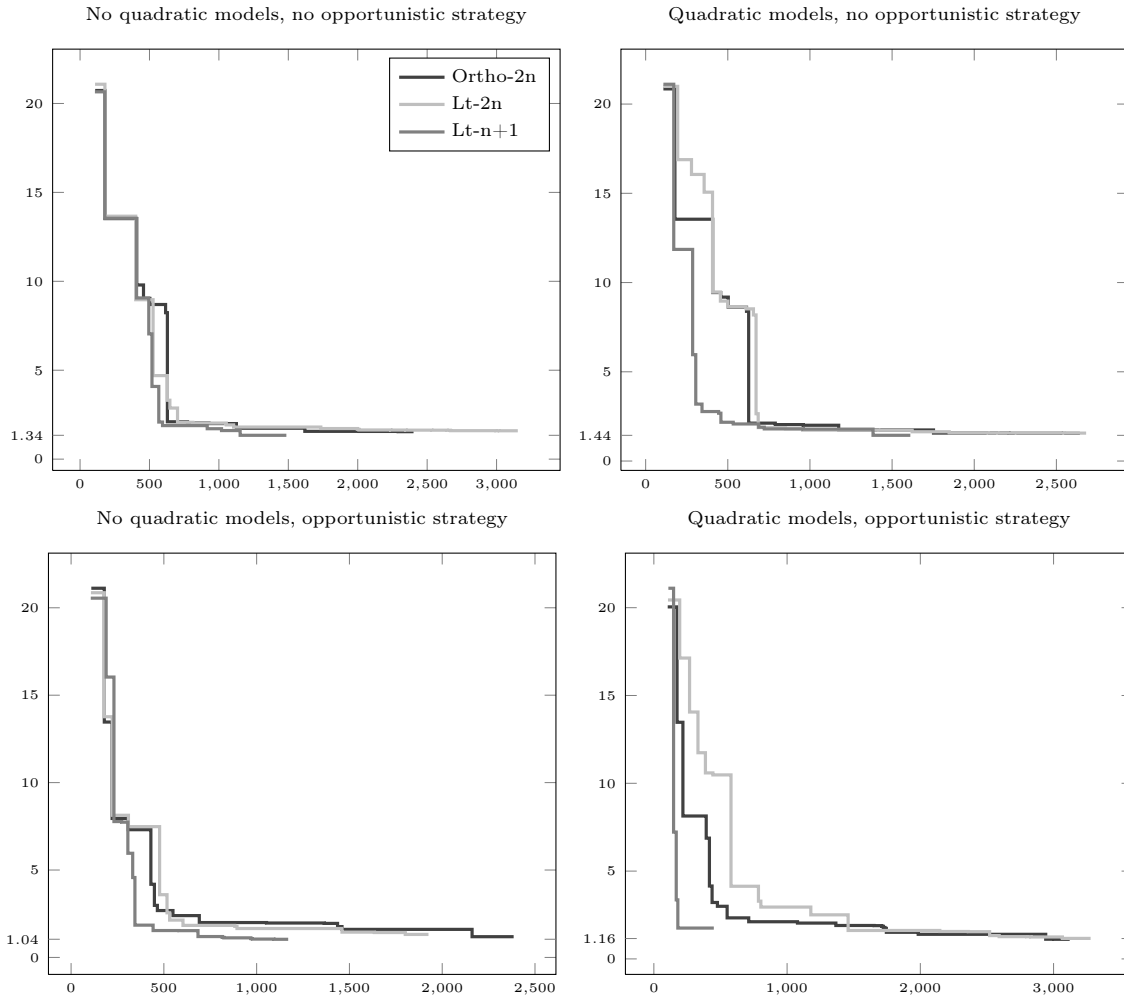 No quadratic models, no opportunistic strategy
20
15
10
5
1.34
0
0 500 1,000 1,500 2,000 2,500 3,000
Ortho-2n
Lt-2n
Lt-n+1
Quadratic models, no opportunistic strategy
20
15
10
5
1.44
0
0 500 1,000 1,500 2,000 2,500
No quadratic models, opportunistic strategy
20
15
10
5
1.04
0
0 500 1,000 1,500 2,000 2,500
Quadratic models, opportunistic strategy
20
15
10
5
1.16
0
0 1,000 2,000 3,000